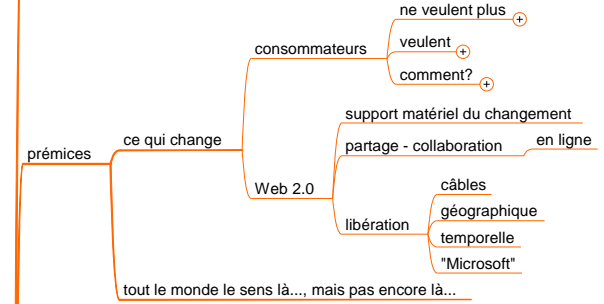 prémices
ce qui change
consommateurs
ne veulent plus
veulent
comment?
Web 2.0
support matériel du changement
partage - collaboration
en ligne
libération
câbles
géographique
temporelle
"Microsoft"
tout le monde le sens là..., mais pas encore là...